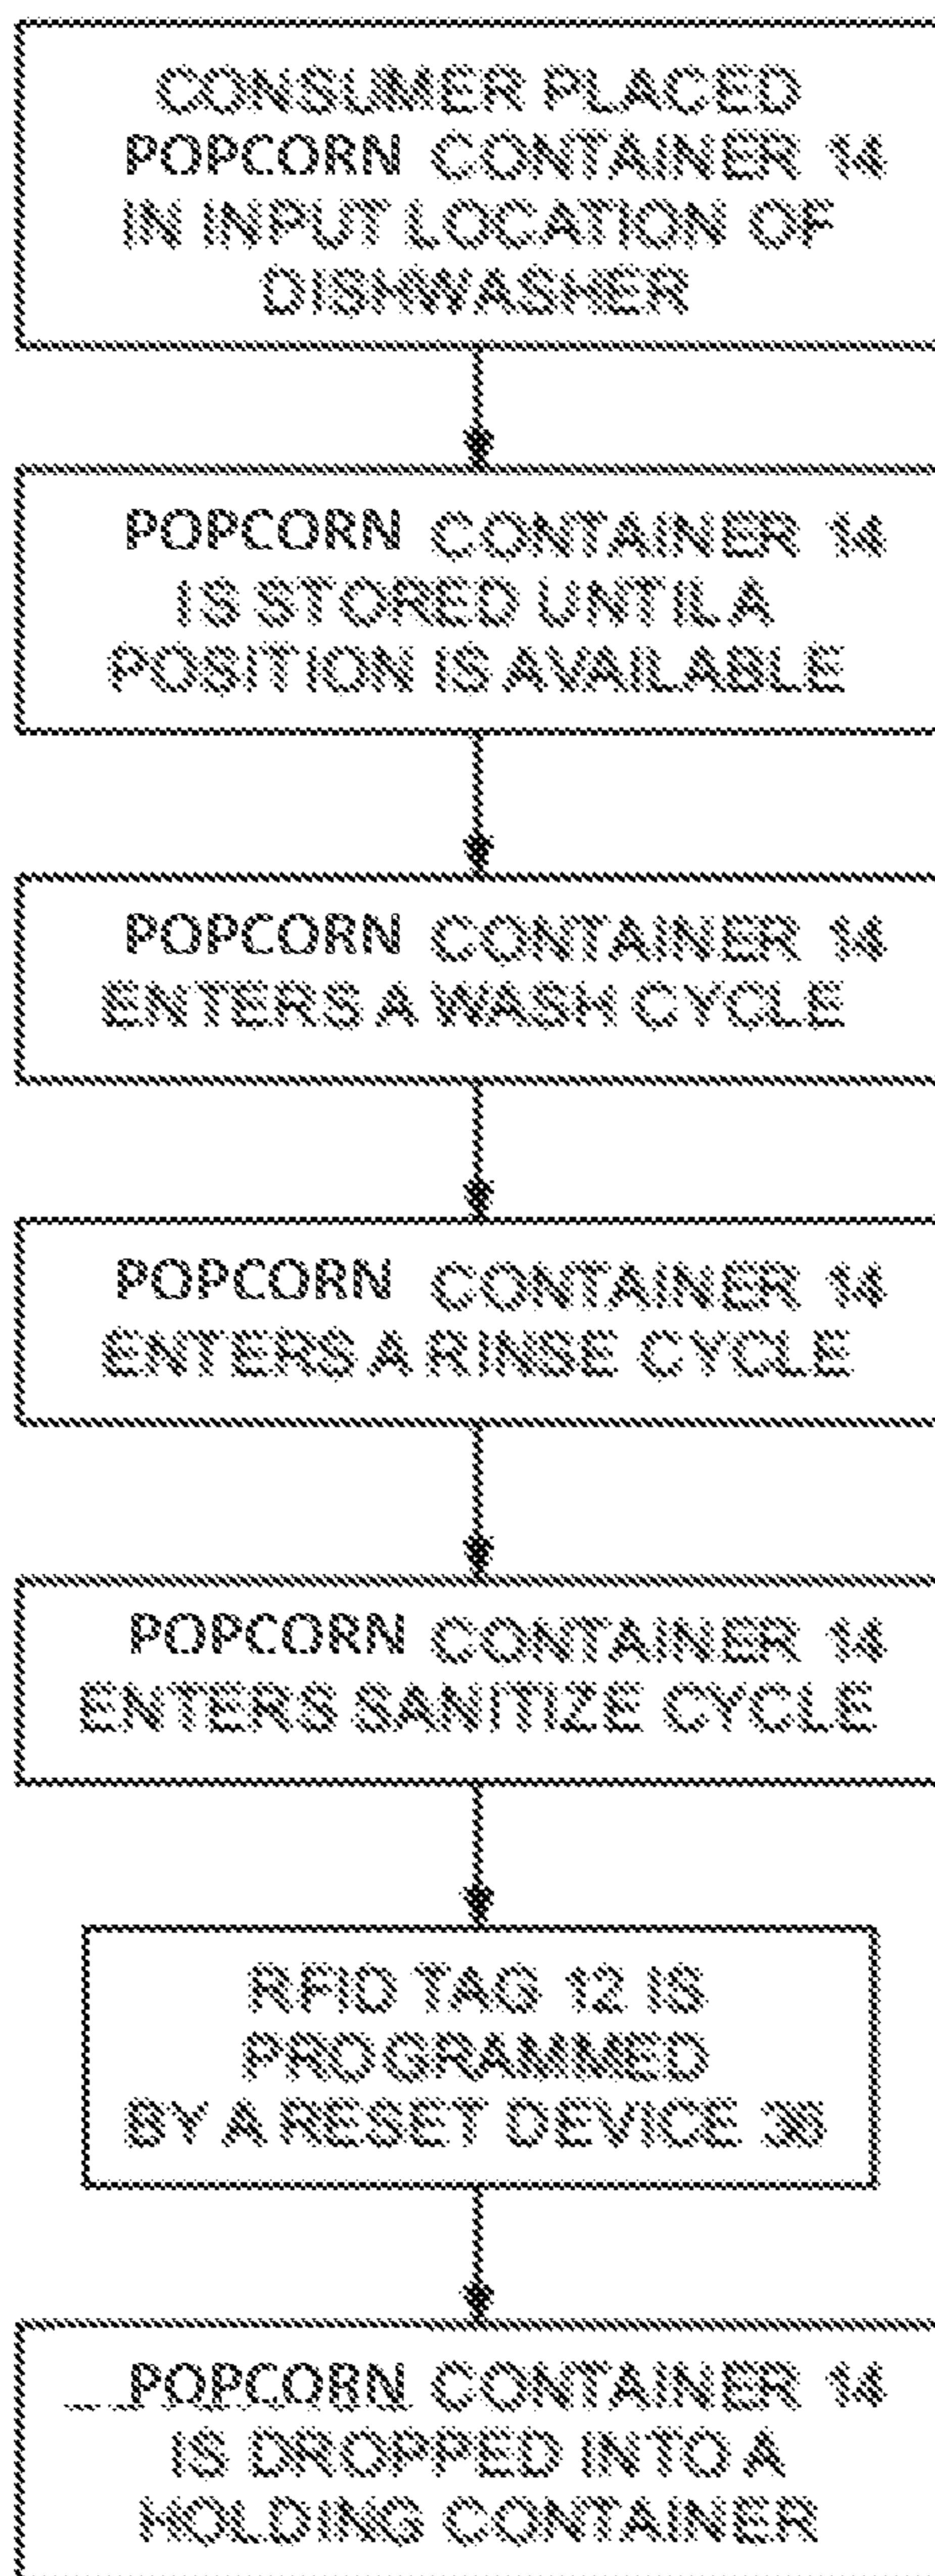 CONSUMER PLACED
POPCORN CONTAINER 14
IN INPUT LOCATION OF
DISHWASHER
POPCORN CONTAINER 14
IS STORED UNTIL A
POSITION IS AVAILABLE
POPCORN CONTAINER 14
ENTERS A WASH CYCLE
POPCORN CONTAINER 14
ENTERS A RINSE CYCLE
POPCORN CONTAINER 14
ENTERS SANITIZE CYCLE
RFID TAG 12 IS
PROGRAMMED
BY A RESET DEVICE
POPCORN CONTAINER 14
IS DROPPED INTO A
HOLDING CONTAINER